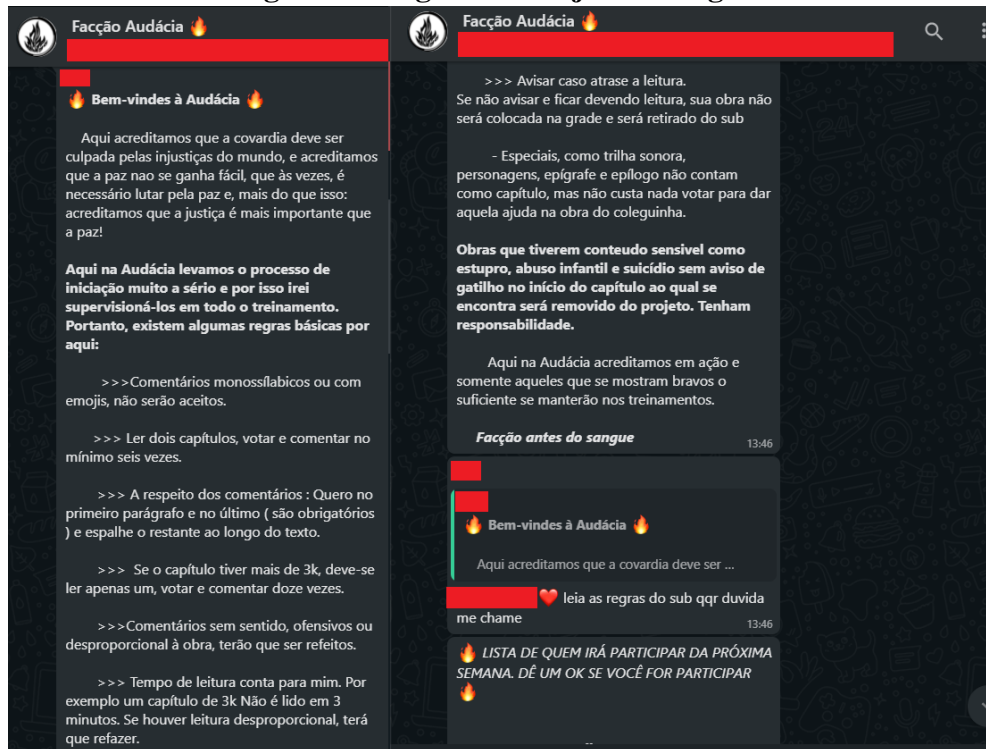 Facção Audácia 🔥
🔥 Bem-vindes à Audácia 🔥
Aqui acreditamos que a covardia deve ser
culpada pelas injustiças do mundo, e acreditamos
que a paz nao se ganha fácil, que às vezes, é
necessário lutar pela paz e, mais do que isso:
acreditamos que a justiça é mais importante que
a paz!
Aqui na Audácia levamos o processo de
iniciação muito a sério e por isso irei
supervisioná-los em todo o treinamento.
Portanto, existem algumas regras básicas por
aqui:
>>>Comentários monossílabicos ou com
emojis, não serão aceitos.
>>> Ler dois capítulos, votar e comentar no
mínimo seis vezes.
>>> A respeito dos comentários : Quero no
primeiro parágrafo e no último ( são obrigatórios
) e espalhe o restante ao longo do texto.
>>> Se o capítulo tiver mais de 3k, deve-se
ler apenas um, votar e comentar doze vezes.
>>>Comentários sem sentido, ofensivos ou
desproporcional à obra, terão que ser refeitos.
>>> Tempo de leitura conta para mim. Por
exemplo um capítulo de 3k Não é lido em 3
minutos. Se houver leitura desproporcional, terá
que refazer.
Facção Audácia 🔥
>>> Avisar caso atrase a leitura.
Se não avisar e ficar devendo leitura, sua obra não
será colocada na grade e será retirado do sub
- Especiais, como trilha sonora,
personagens, epígrafe e epílogo não contam
como capítulo, mas não custa nada votar para dar
aquela ajuda na obra do coleguinha.
Obras que tiverem conteudo sensivel como
estupro, abuso infantil e suicídio sem aviso de
gatilho no início do capítulo ao qual se
encontra será removido do projeto. Tenham
responsabilidade.
Aqui na Audácia acreditamos em ação e
somente aqueles que se mostram bravos o
suficiente se manterão nos treinamentos.
Facção antes do sangue
13:46
🔥 Bem-vindes à Audácia 🔥
Aqui acreditamos que a covardia deve ser ...
❤️ leia as regras do sub qqr duvida
me chame
13:46
🔥 LISTA DE QUEM IRÁ PARTICIPAR DA PRÓXIMA
SEMANA. DÊ UM OK SE VOCÊ FOR PARTICIPAR
🔥